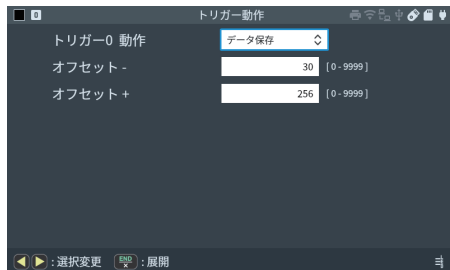 0 トリガー動作
トリガー0 動作 データ保存
オフセット - 30 [ 0 - 9999 ]
オフセット + 256 [ 0 - 9999 ]
: 選択変更 END × : 展開